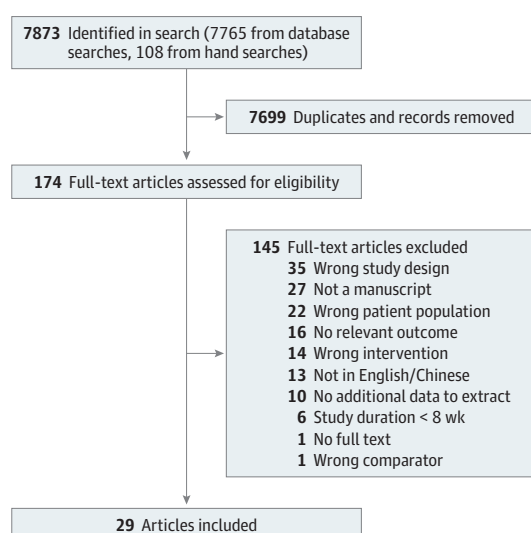 7873 Identified in search (7765 from database
searches, 108 from hand searches)
7699 Duplicates and records removed
174 Full-text articles assessed for eligibility
145 Full-text articles excluded
35 Wrong study design
27 Not a manuscript
22 Wrong patient population
16 No relevant outcome
14 Wrong intervention
13 Not in English/Chinese
10 No additional data to extract
6 Study duration < 8 wk
1 No full text
1 Wrong comparator
29 Articles included